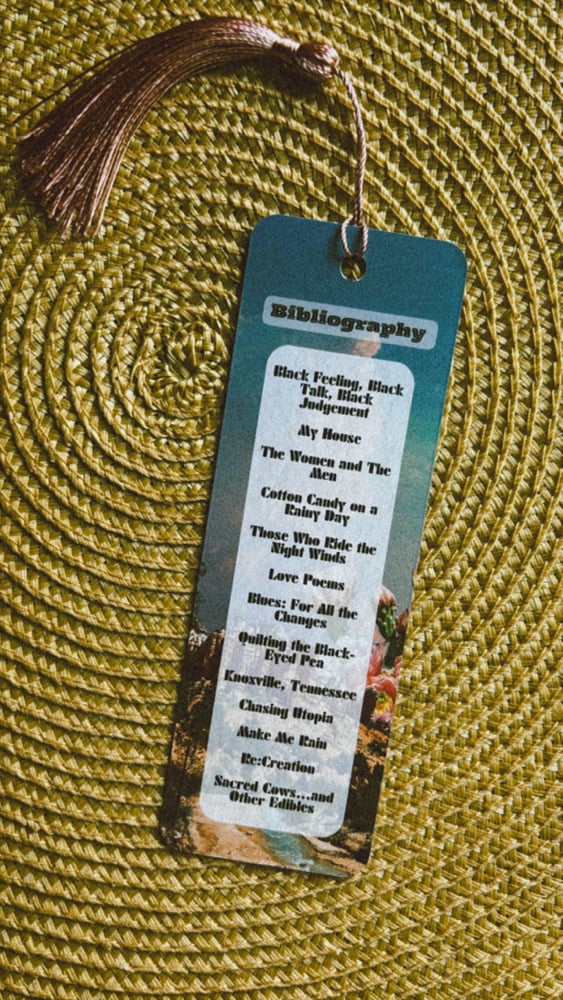 Bibliography
Black Feeling, Black
Talk, Black
Judgement
My House
The Women and The
Men
Cotton Candy on a
Rainy Day
Those Who Ride the
Night Winds
Love Poems
Blues: For All the
Changes
Quilting the Black-
Eyed Pea
Knoxville, Tennessee
Chasing Utopia
Make Me Rain
Re:Creation
Sacred Cows...and
Other Edibles